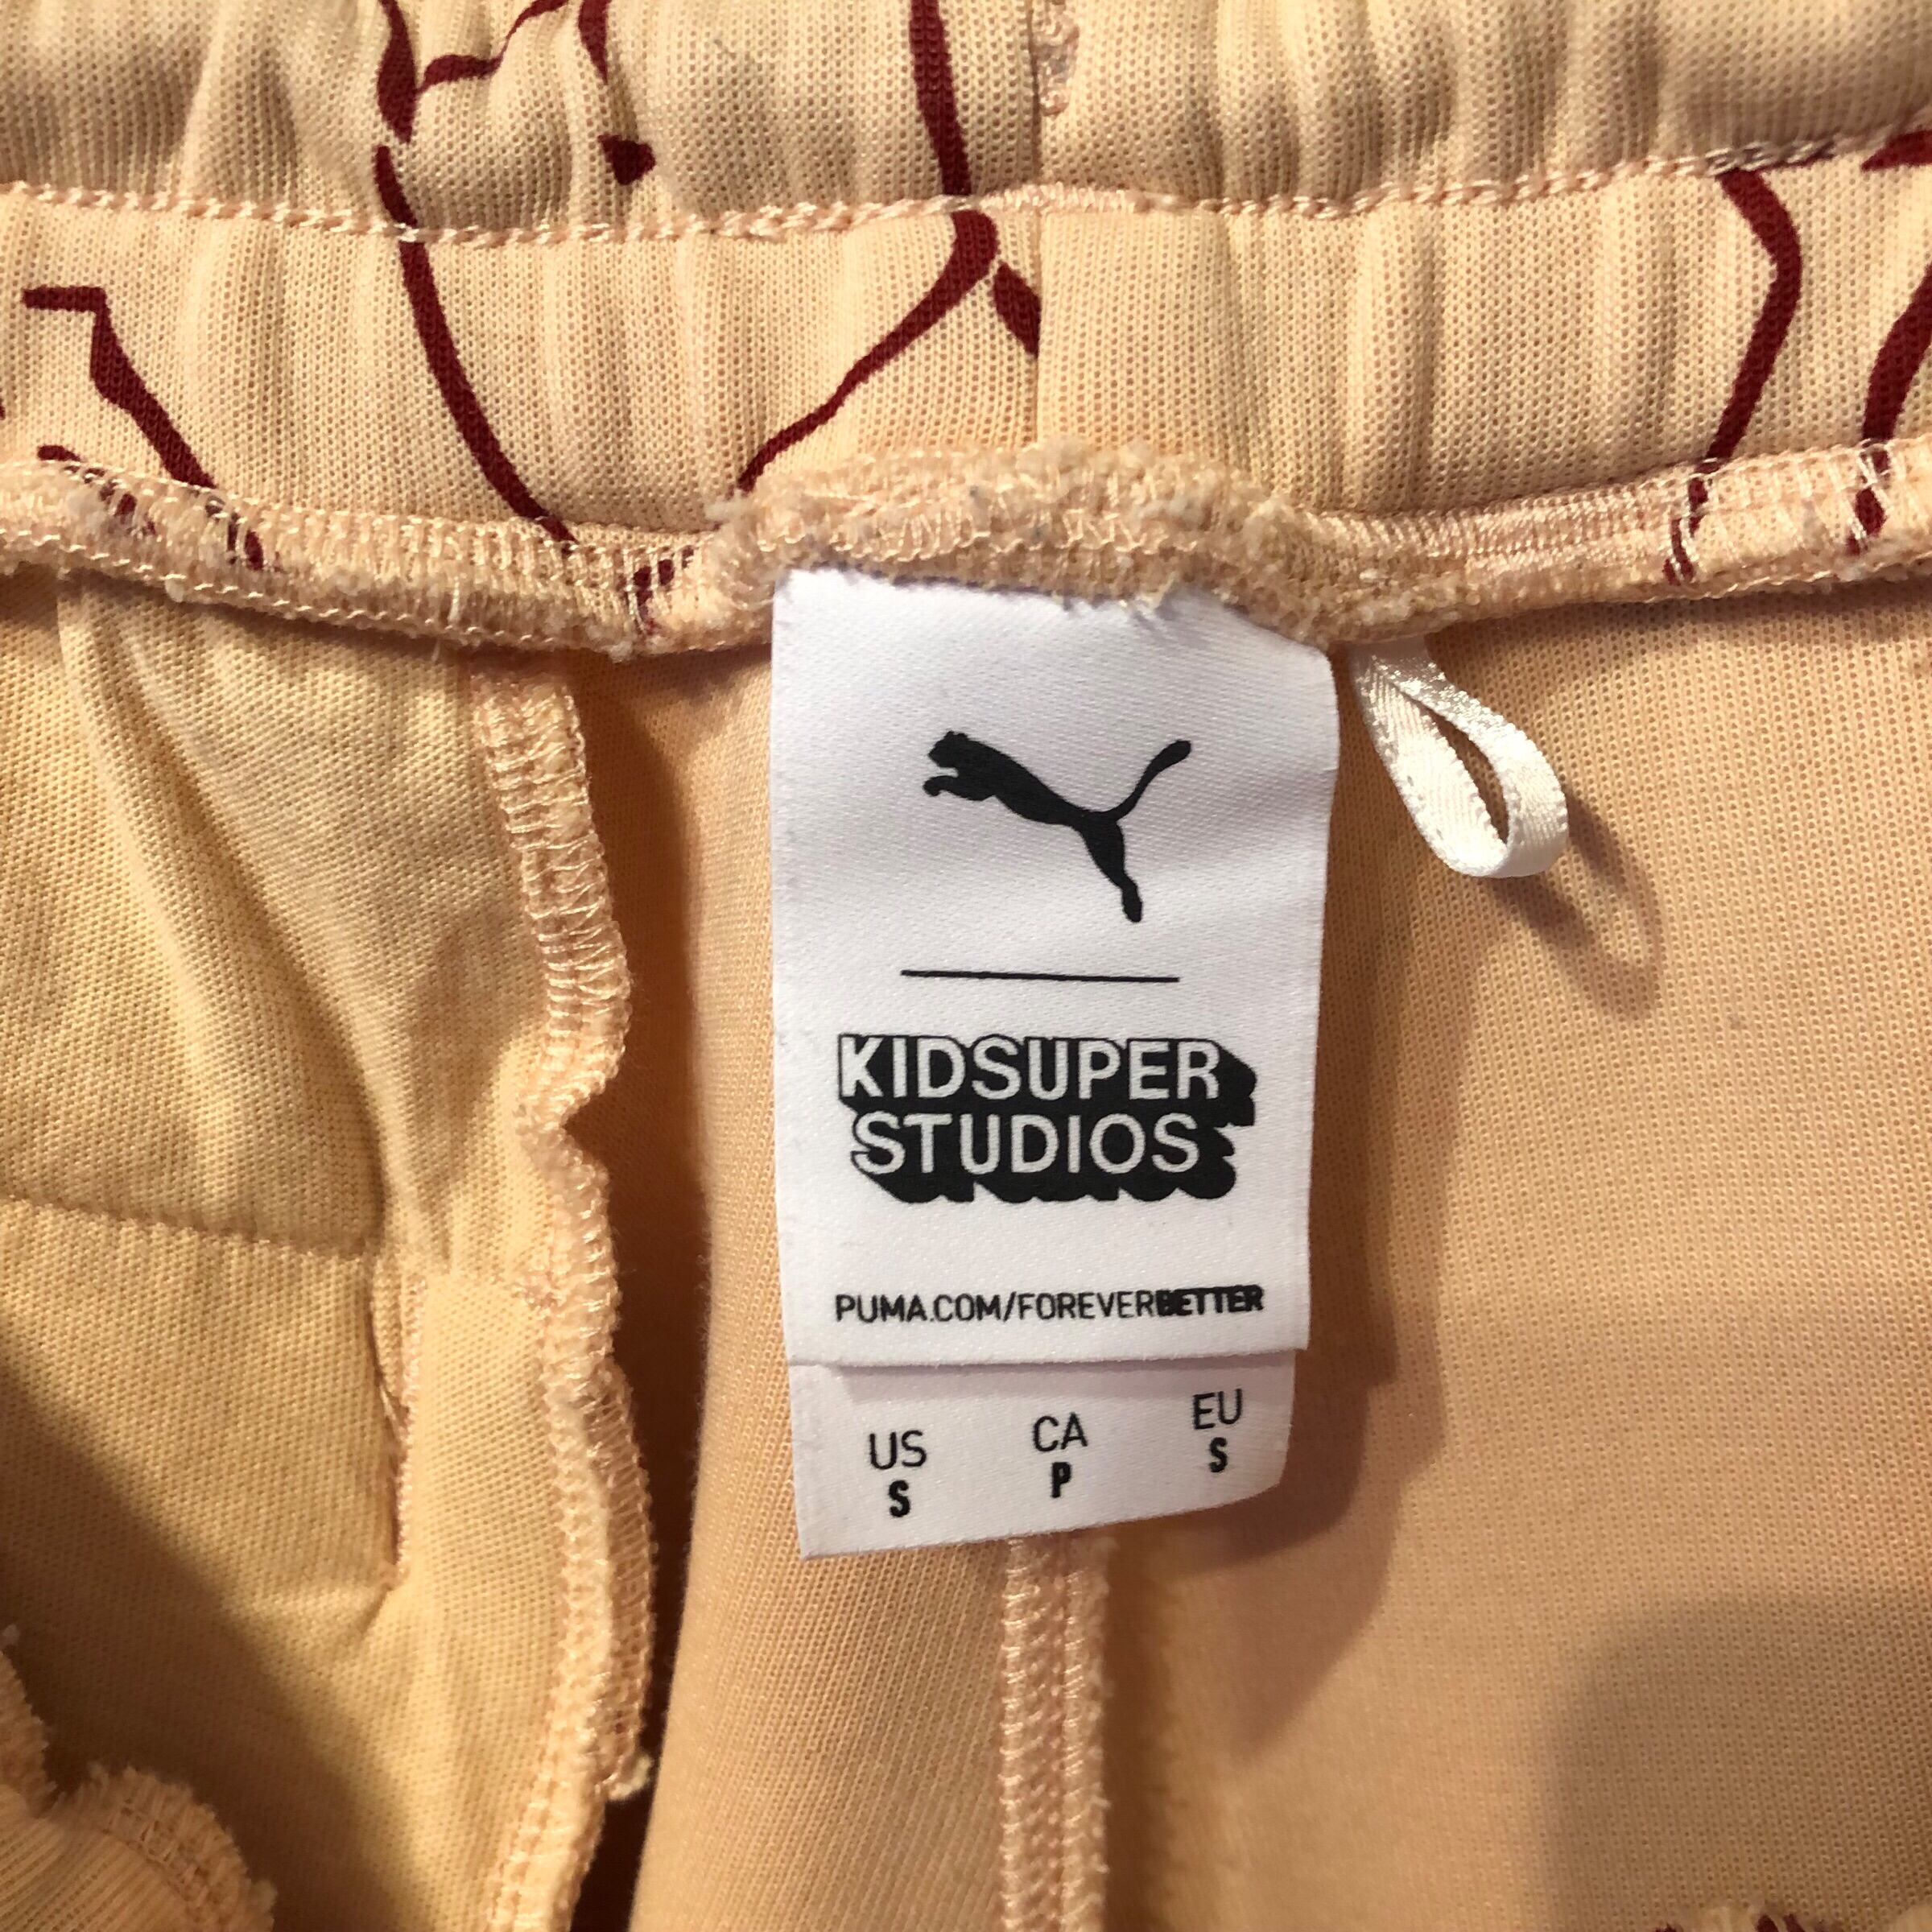 KIDSUPER
STUDIOS
PUMA.COM/FOREVERBETTER
US CA EU
S P S